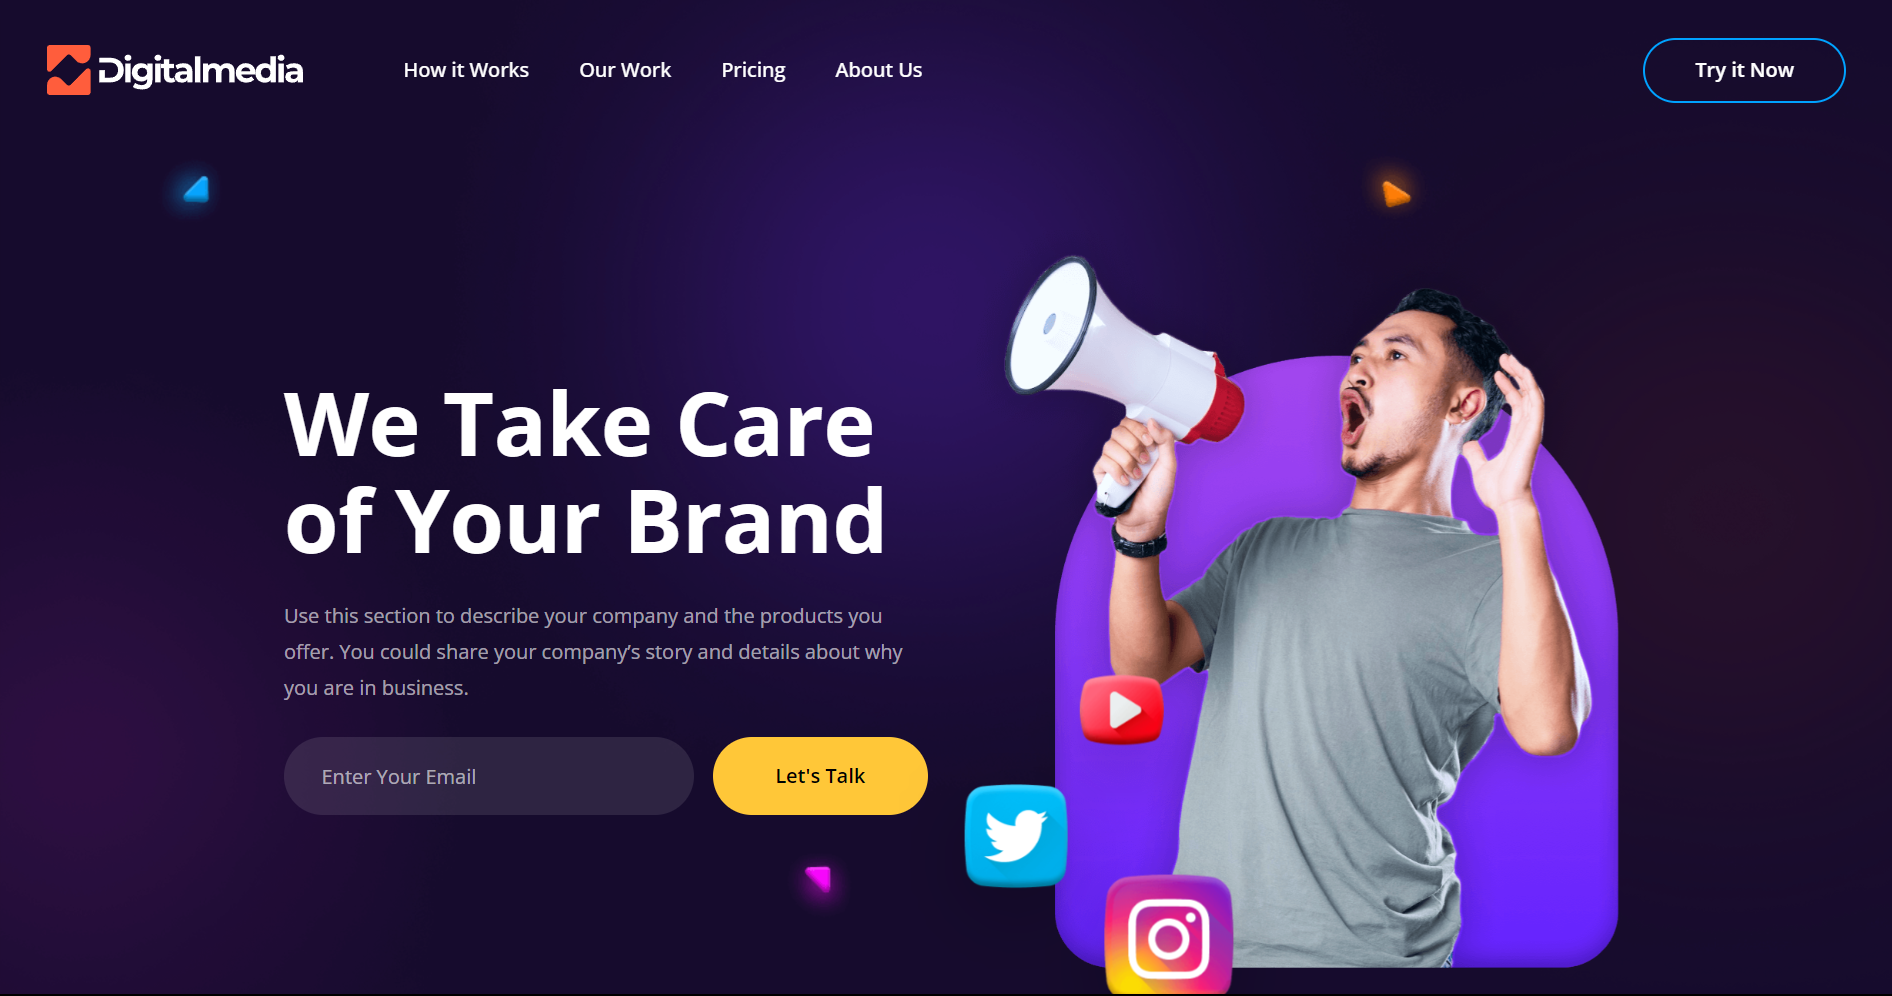 Digitalmedia
How it Works
Our Work
Pricing
About Us
Try it Now
We Take Care
of Your Brand
Use this section to describe your company and the products you
offer. You could share your company’s story and details about why
you are in business.
Enter Your Email
Let's Talk